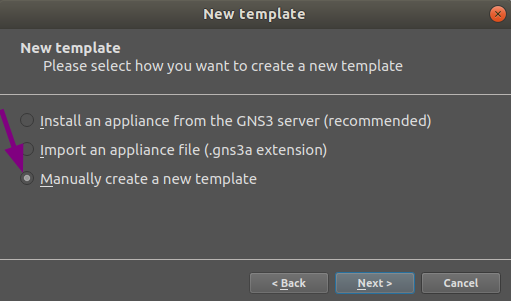 New template
New template
Please select how you want to create a new template
Install an appliance from the GNS3 server (recommended)
Import an appliance file (.gns3a extension)
Manually create a new template
< Back
Next >
Cancel